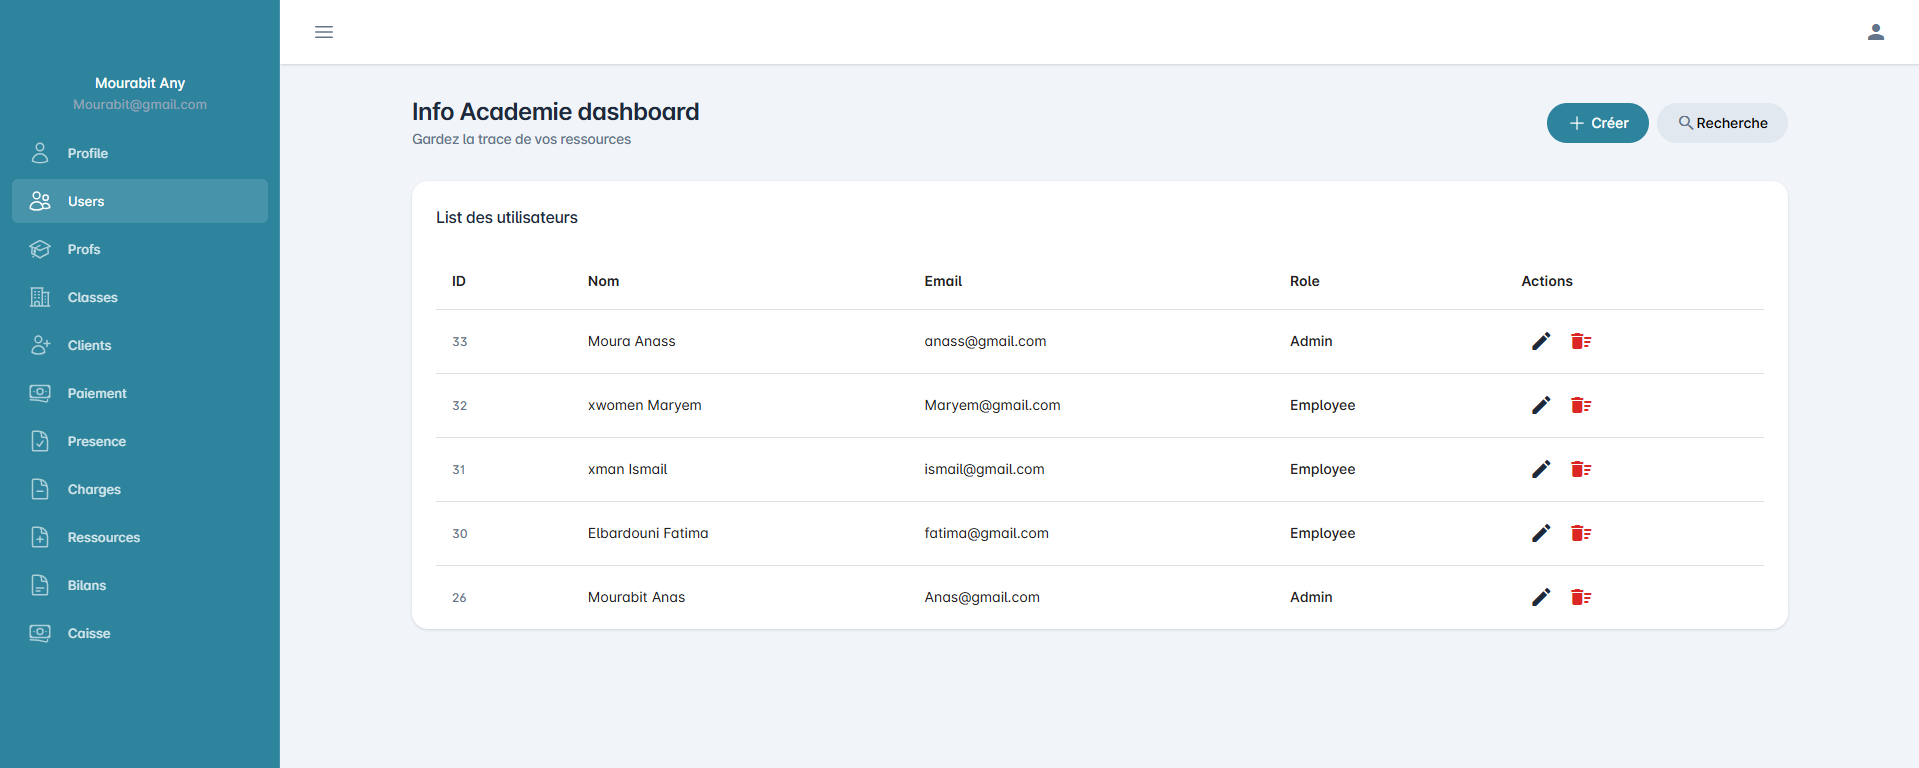 Mourabit Any
Mourabit@gmail.com
Profile
Users
Profs
Classes
Clients
Paiement
Presence
Charges
Ressources
Bilans
Caisse
Info Academie dashboard
Gardez la trace de vos ressources
Créer
Recherche
List des utilisateurs
ID Nom Email Role Actions
33 Moura Anass anass@gmail.com Admin
32 xwomen Maryem Maryem@gmail.com Employee
31 xman Ismail ismail@gmail.com Employee
30 Elbardouni Fatima fatima@gmail.com Employee
26 Mourabit Anas Anas@gmail.com Admin